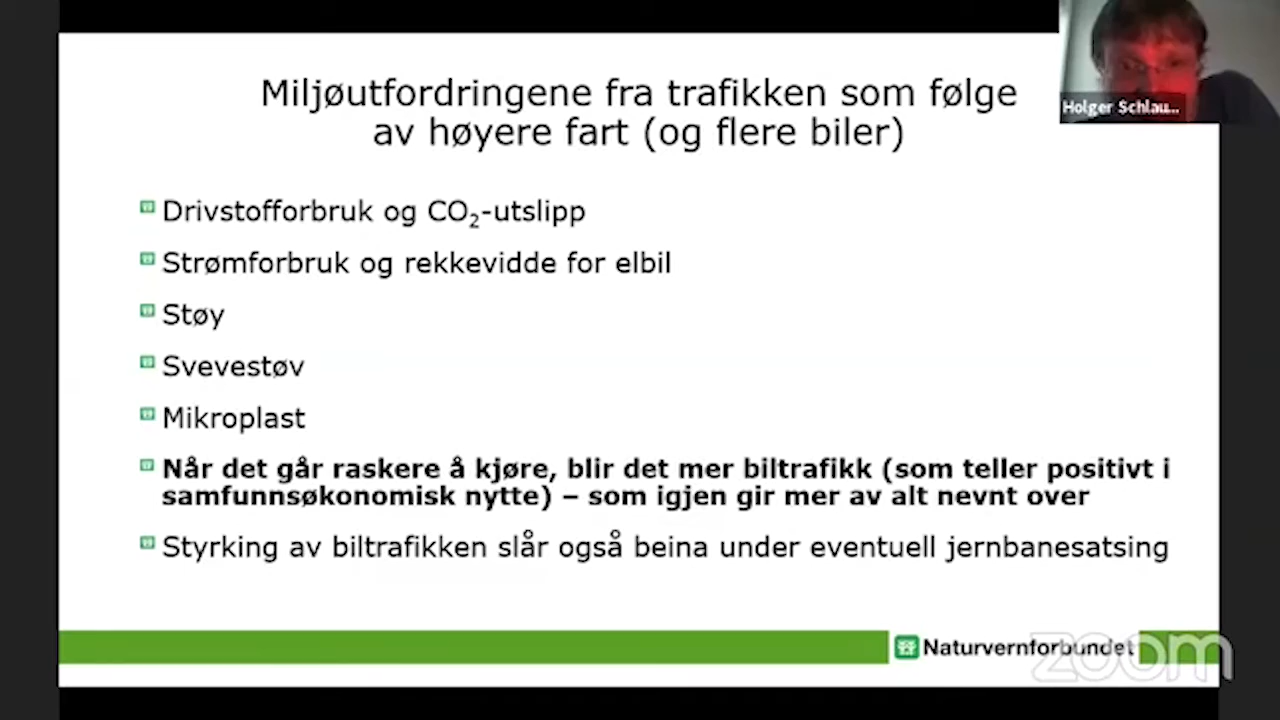 Miljøutfordringene fra trafikken som følge
av høyere fart (og flere biler)
Holger Schlau...
Drivstofforbruk og CO₂-utslipp
Strømforbruk og rekkevidde for elbil
Støy
Svevestøv
Mikroplast
Når det går raskere å kjøre, blir det mer biltrafikk (som teller positivt i
samfunnsøkonomisk nytte) – som igjen gir mer av alt nevnt over
Styrking av biltrafikken slår også beina under eventuell jernbanesatsing
Naturvernforbundet
zoom